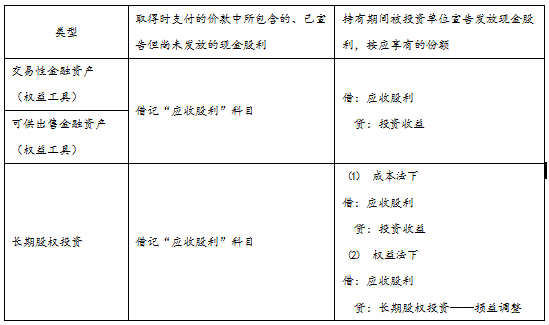 类型
取得时支付的价款中所包含的、已宣
告但尚未发放的现金股利
持有期间被投资单位宣告发放现金股
利，按应享有的份额
交易性金融资产
（权益工具）
可供出售金融资产
（权益工具）
借记“应收股利”科目
借：应收股利
贷：投资收益
长期股权投资
借记“应收股利”科目
⑴ 成本法下
借：应收股利
贷：投资收益
⑵ 权益法下
借：应收股利
贷：长期股权投资——损益调整